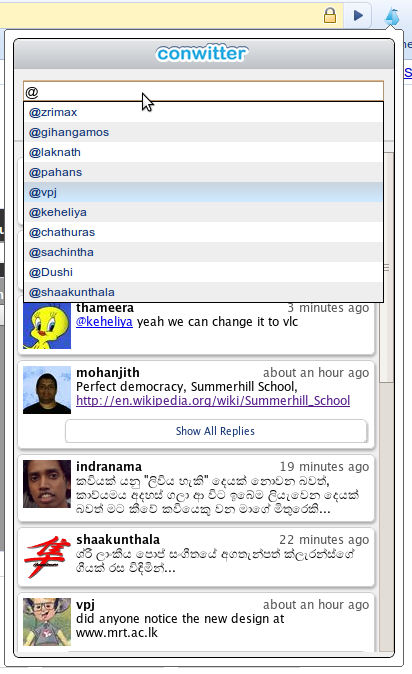 conwitter
@
@zrimax
@gihangamos
@laknath
@pahans
@vpj
@keheliya
@chathuras
@sachintha
@Dushi
@shaakunthala
thameera 3 minutes ago
@keheliya yeah we can change it to vlc
mohanjith about an hour ago
Perfect democracy, Summerhill School,
http://en.wikipedia.org/wiki/Summerhill_School
Show All Replies
indranama 19 minutes ago
කවියක් යනු "ලිවිය හැකි" දෙයක් නොවන බවත්,
කාව්යමය අදහස් ගලා ආ විට ඉබේම ලියැවෙන දෙයක්
බවත් මට කීවේ කවියෙකු වන මාගේ මිතුරෙකි...
shaakunthala 22 minutes ago
ශ්රී ලාංකීය පොප් සංගීතයේ අගතැන්පත් ක්ලැරන්ස්ගේ
ගීයක් රස විඳිමින්...
vpj about an hour ago
did anyone notice the new design at
www.mrt.ac.lk